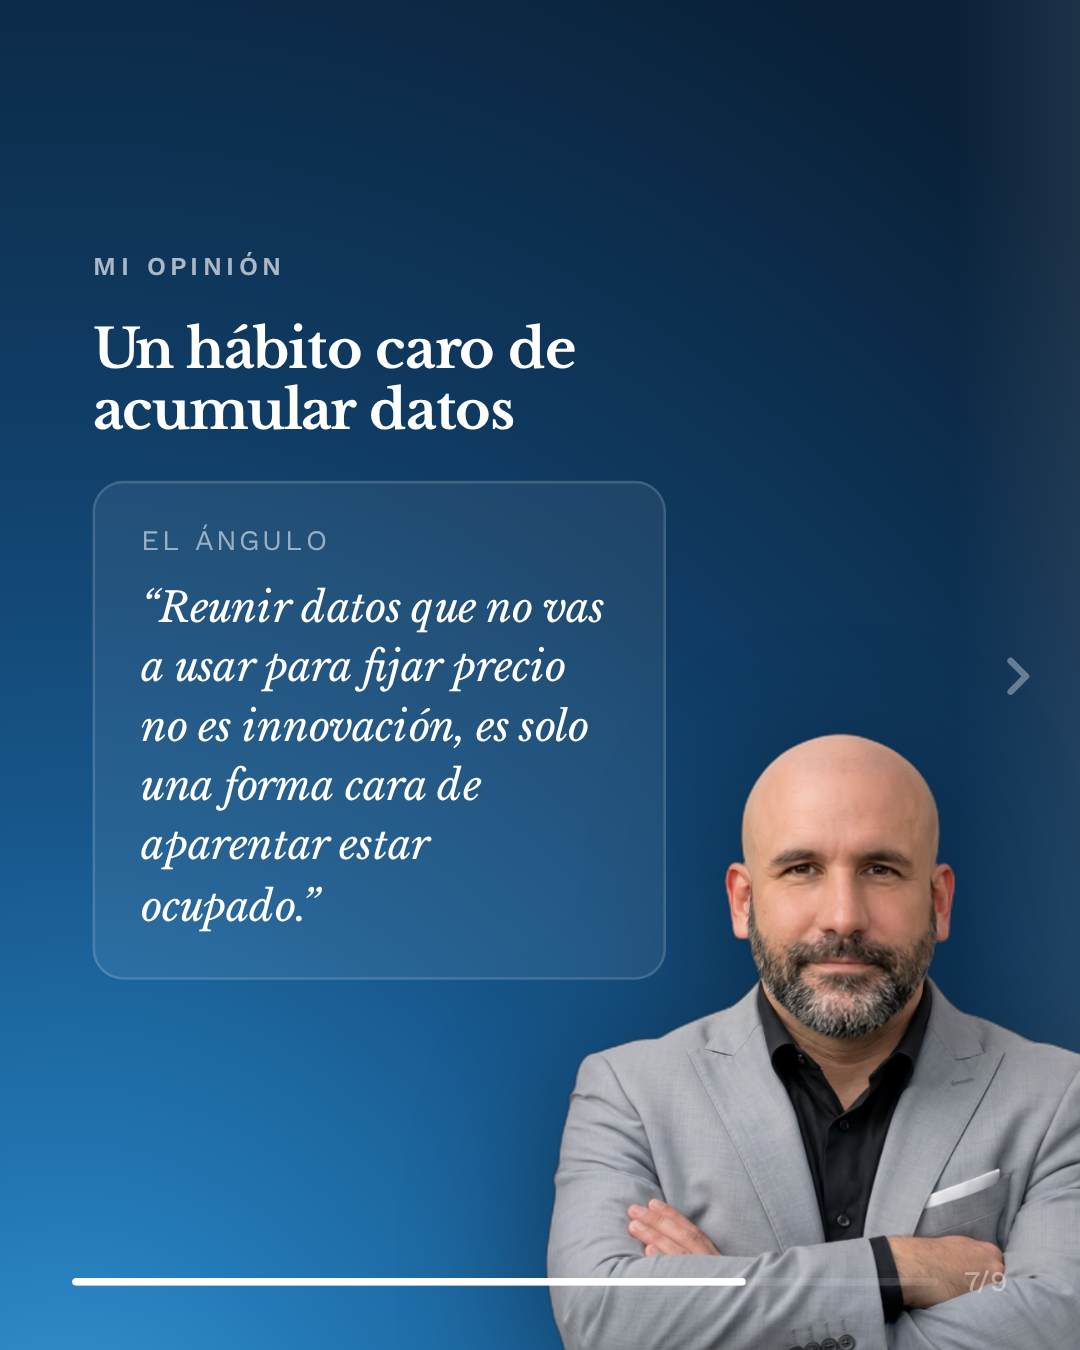 MI OPINIÓN
Un hábito caro de
acumular datos
EL ÁNGULO
“Reunir datos que no vas
a usar para fijar precio
no es innovación, es solo
una forma cara de
aparentar estar
ocupado.”
7/9